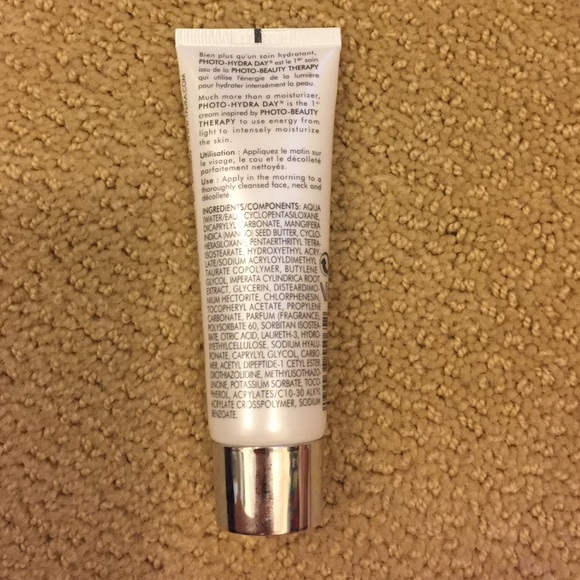 Bien plus qu'un soin hydratant,
PHOTO-HYDRA DAY™ est le 1er soin
issu de la PHOTO-BEAUTY THERAPY
qui utilise l'énergie de la lumière
pour hydrater intensément la peau.
Much more than a moisturizer,
PHOTO-HYDRA DAY™ is the 1st
cream inspired by PHOTO-BEAUTY
THERAPY to use energy from
light to intensely moisturize
the skin.
Utilisation : Appliquez le matin sur
le visage, le cou et le décolleté
parfaitement nettoyés.
Use : Apply in the morning to a
thoroughly cleansed face, neck and
décolleté.
INGREDIENTS/COMPONENTS: AQUA
(WATER/EAU), CYCLOPENTASILOXANE,
DICAPRYLYL CARBONATE, MANGIFERA
INDICA (MANGO) SEED BUTTER, CYCLO-
HEXASILOXANE, PENTAERTHRITYL TETRA-
ISOSTEARATE, HYDROXYETHYL ACRY-
LATE/SODIUM ACRYLOYLDIMETHYL
TAURATE COPOLYMER, BUTYLENE
GLYCOL, IMPERATA CYLINDRICA ROOT
EXTRACT, GLYCERIN, DISTEARDIMO-
NIUM HECTORITE, CHLORPHENESIN,
TOCOPHERYL ACETATE, PROPYLENE
CARBONATE, PARFUM (FRAGRANCE),
POLYSORBATE 60, SORBITAN ISOSTEA-
RATE, CITRIC ACID, LAURETH-3, HYDRO-
XYETHYLCELLULOSE, SODIUM HYALU-
RONATE, CAPRYLYL GLYCOL, CARBO-
MER, ACETYL DIPEPTIDE-1 CETYL ESTER,
METHYLISOTHIAZO-
LINONE, POTASSIUM SORBATE, TOCO-
PHEROL, ACRYLATES/C10-30 ALKYL
ACRYLATE CROSSPOLYMER, SODIUM
BENZOATE.